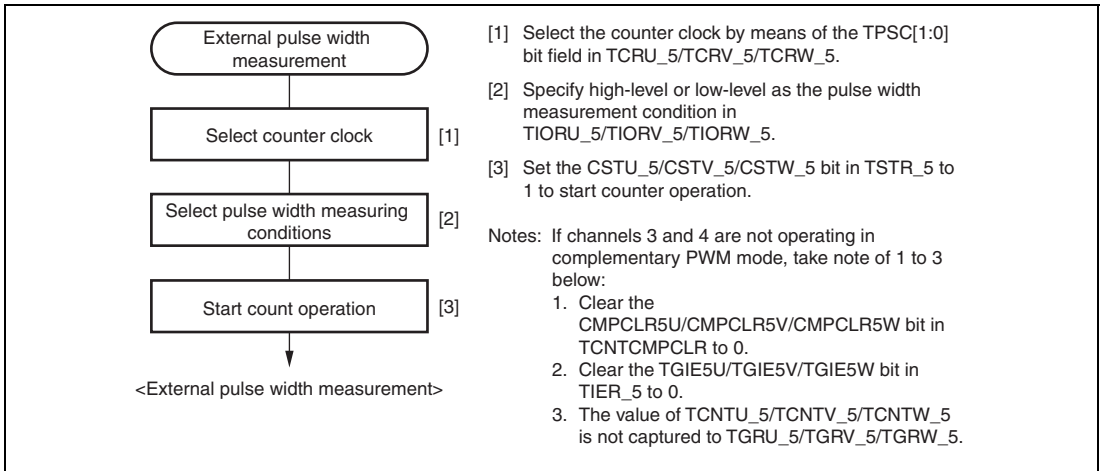 External pulse width
measurement
Select counter clock
[1]
Select pulse width measuring
conditions
[2]
Start count operation
[3]
<External pulse width measurement>
[1] Select the counter clock by means of the TPSC[1:0]
bit field in TCRU_5/TCRV_5/TCRW_5.
[2] Specify high-level or low-level as the pulse width
measurement condition in
TIORU_5/TIORV_5/TIORW_5.
[3] Set the CSTU_5/CSTV_5/CSTW_5 bit in TSTR_5 to
1 to start counter operation.
Notes: If channels 3 and 4 are not operating in
complementary PWM mode, take note of 1 to 3
below:
1. Clear the
CMPCLR5U/CMPCLR5V/CMPCLR5W bit in
TCNTCMPCLR to 0.
2. Clear the TGIE5U/TGIE5V/TGIE5W bit in
TIER_5 to 0.
3. The value of TCNTU_5/TCNTV_5/TCNTW_5
is not captured to TGRU_5/TGRV_5/TGRW_5.